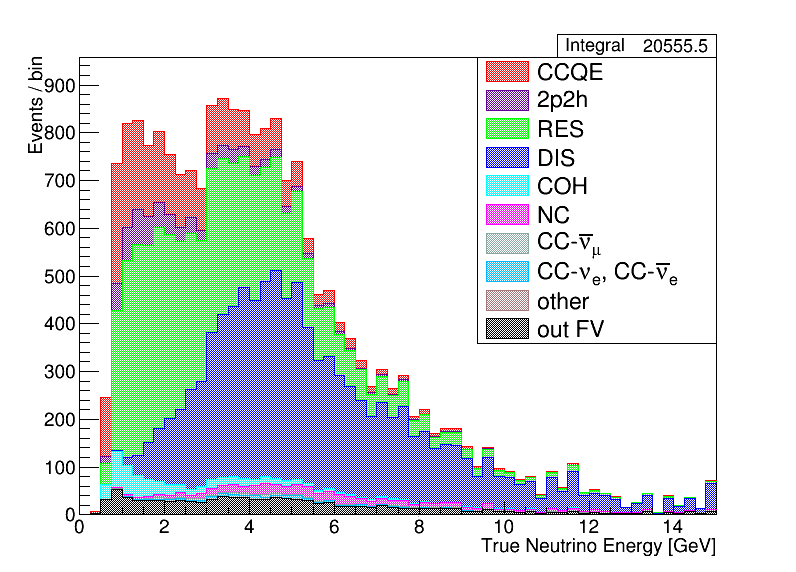 Integral 20555.5
Events / bin
900
800
700
600
500
400
300
200
100
0
CCQE
2p2h
RES
DIS
COH
NC
CC-ν̅μ
CC-νe, CC-ν̅e
other
out FV
0 2 4 6 8 10 12 14
True Neutrino Energy [GeV]